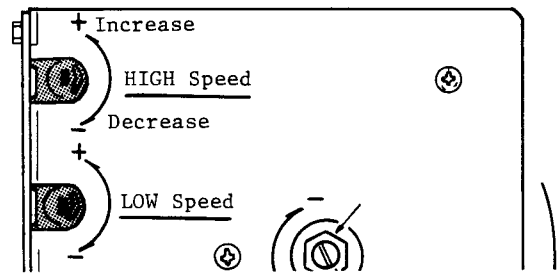 + Increase
HIGH Speed
- Decrease
+
LOW Speed
-
-